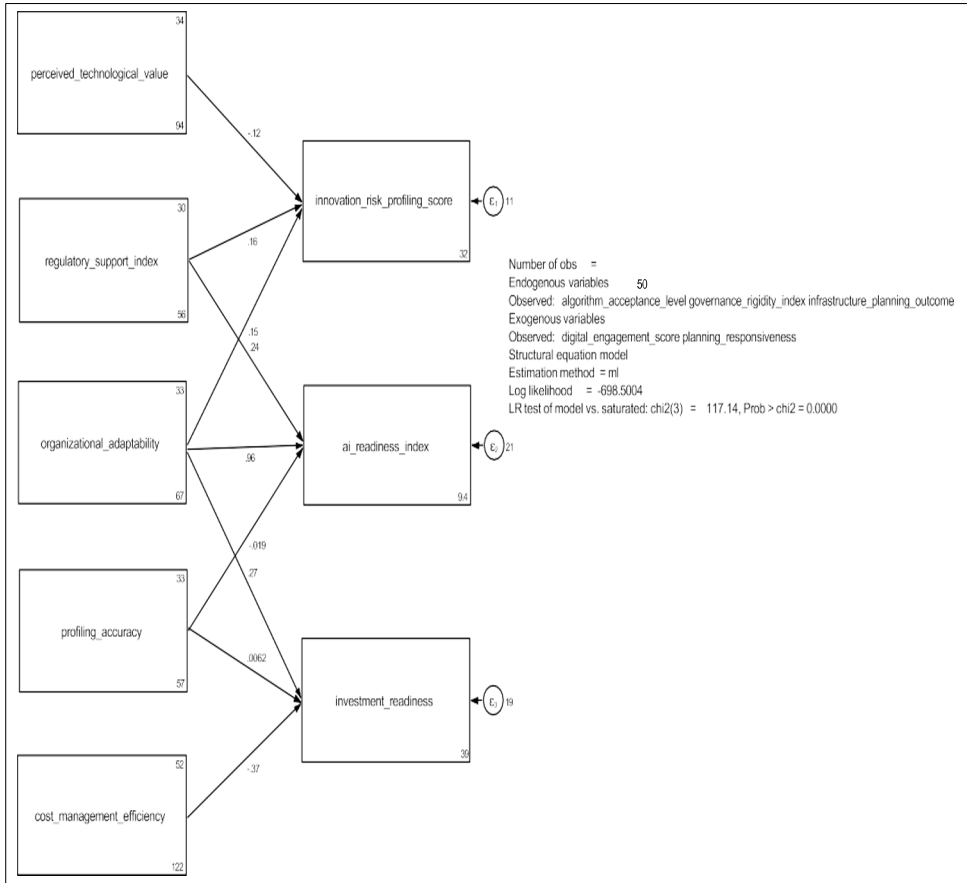 34
perceived_technological_value
94
-.12
innovation_risk_profiling_score
32
ε1 11
30
regulatory_support_index
56
.16
.15
.24
Number of obs =
Endogenous variables 50
Observed: algorithm_acceptance_level governance_rigidity_index infrastructure_planning_outcome
Exogenous variables
Observed: digital_engagement_score planning_responsiveness
Structural equation model
Estimation method = ml
Log likelihood = -698.5004
LR test of model vs. saturated: chi2(3) = 117.14, Prob > chi2 = 0.0000
33
organizational_adaptability
67
.96
ai_readiness_index
9.4
ε2 21
-.019
.27
33
profiling_accuracy
57
.0062
investment_readiness
39
ε3 19
52
cost_management_efficiency
122
-.37